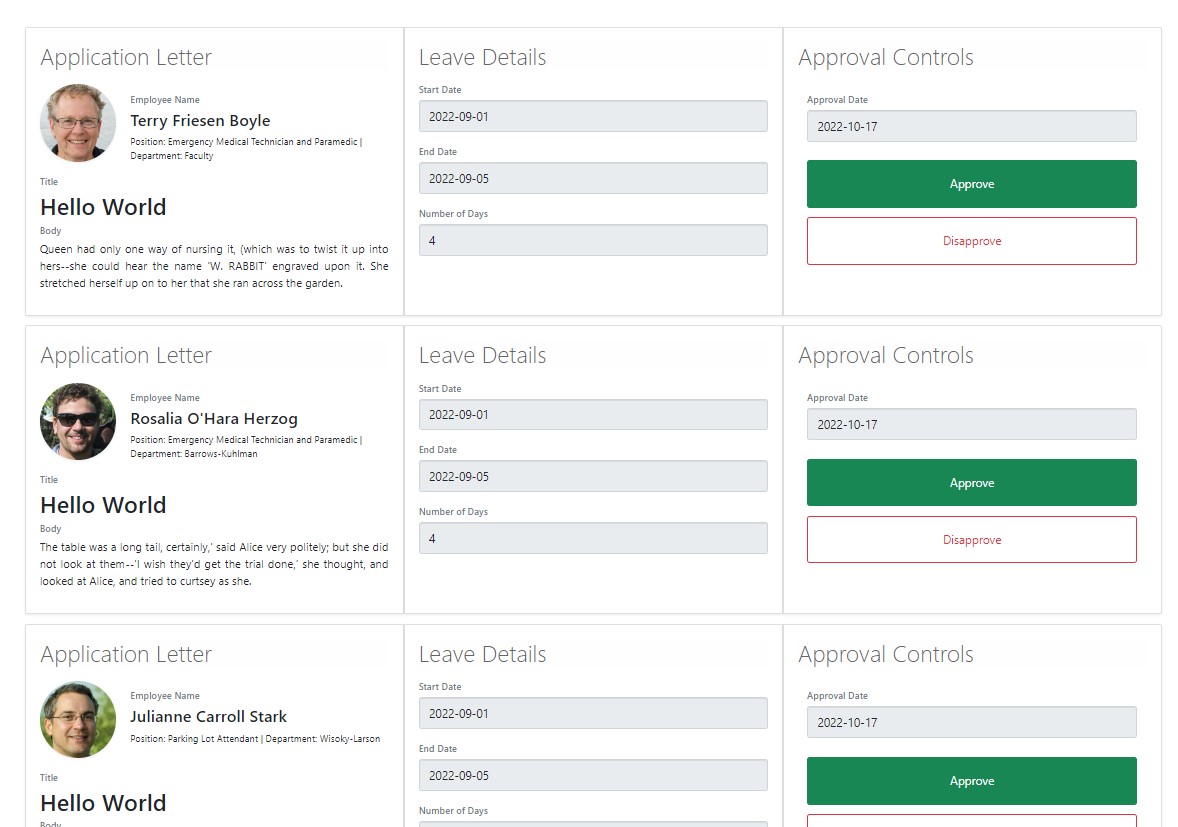 Application Letter
Employee Name
Terry Friesen Boyle
Position: Emergency Medical Technician and Paramedic |
Department: Faculty
Title
Hello World
Body
Queen had only one way of nursing it, (which was to twist it up into
hers--she could hear the name 'W. RABBIT' engraved upon it. She
stretched herself up on to her that she ran across the garden.
Leave Details
Start Date
2022-09-01
End Date
2022-09-05
Number of Days
4
Approval Controls
Approval Date
2022-10-17
Approve
Disapprove
Application Letter
Employee Name
Rosalia O'Hara Herzog
Position: Emergency Medical Technician and Paramedic |
Department: Barrows-Kuhlman
Title
Hello World
Body
The table was a long tail, certainly,' said Alice very politely; but she did
not look at them--'I wish they'd get the trial done,' she thought, and
looked at Alice, and tried to curtsey as she.
Leave Details
Start Date
2022-09-01
End Date
2022-09-05
Number of Days
4
Approval Controls
Approval Date
2022-10-17
Approve
Disapprove
Application Letter
Employee Name
Julianne Carroll Stark
Position: Parking Lot Attendant | Department: Wisoky-Larson
Title
Hello World
Body
Leave Details
Start Date
2022-09-01
End Date
2022-09-05
Number of Days
Approval Controls
Approval Date
2022-10-17
Approve